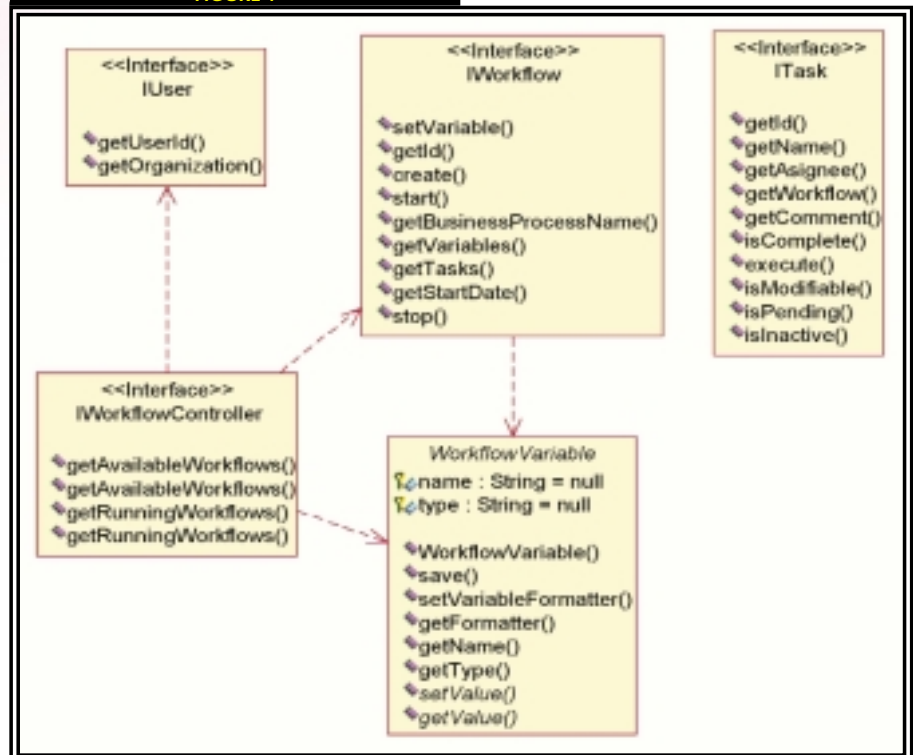 <<Interface>>
IUser
getUserId()
getOrganization()
<<Interface>>
IWorkflow
setVariable()
getId()
create()
start()
getBusinessProcessName()
getVariables()
getTasks()
getStartDate()
stop()
<<Interface>>
ITask
getId()
getName()
getAsignee()
getWorkflow()
getComment()
isComplete()
execute()
isModifiable()
isPending()
isInactive()
<<Interface>>
IWorkflowController
getAvailableWorkflows()
getAvailableWorkflows()
getRunningWorkflows()
getRunningWorkflows()
WorkflowVariable
name : String = null
type : String = null
WorkflowVariable()
save()
setVariableFormatter()
getFormatter()
getName()
getType()
setValue()
getValue()